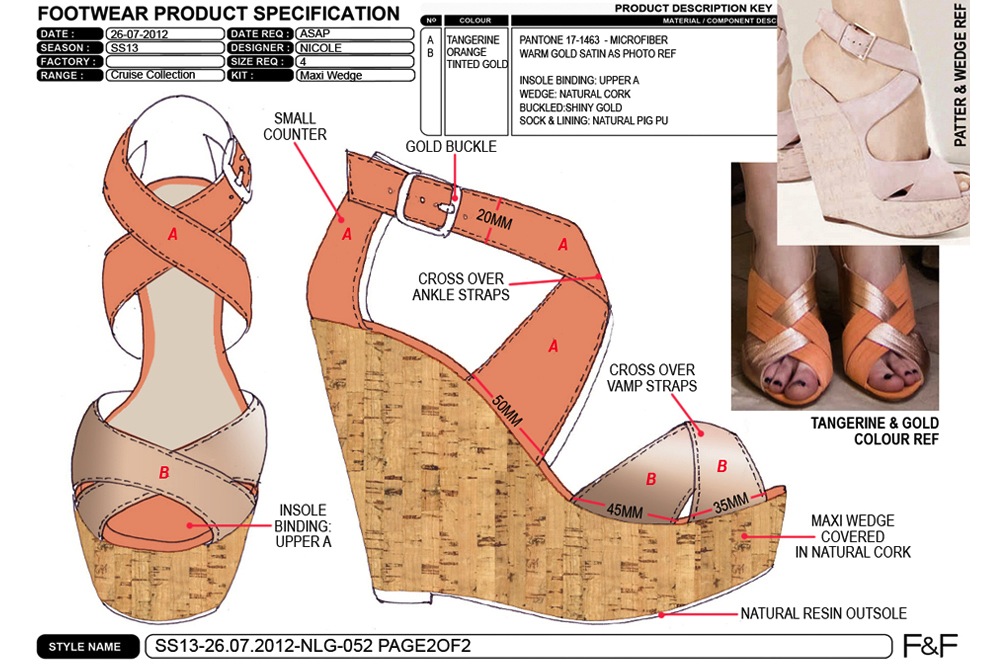 FOOTWEAR PRODUCT SPECIFICATION
DATE : 26-07-2012 DATE REQ : ASAP
SEASON : SS13 DESIGNER : NICOLE
FACTORY : SIZE REQ : 4
RANGE : Cruise Collection KIT : Maxi Wedge
PRODUCT DESCRIPTION KEY
Nº COLOUR MATERIAL / COMPONENT DESC
A TANGERINE PANTONE 17-1463 - MICROFIBER
B ORANGE WARM GOLD SATIN AS PHOTO REF
TINTED GOLD
INSOLE BINDING: UPPER A
WEDGE: NATURAL CORK
BUCKLED:SHINY GOLD
SOCK & LINING: NATURAL PIG PU
PATTER & WEDGE REF
SMALL
COUNTER
GOLD BUCKLE
20MM
A
A
A
CROSS OVER
ANKLE STRAPS
A
CROSS OVER
VAMP STRAPS
50MM
TANGERINE & GOLD
COLOUR REF
B
B
B
45MM
35MM
INSOLE
BINDING:
UPPER A
MAXI WEDGE
COVERED
IN NATURAL CORK
NATURAL RESIN OUTSOLE
STYLE NAME SS13-26.07.2012-NLG-052 PAGE2OF2
F&F